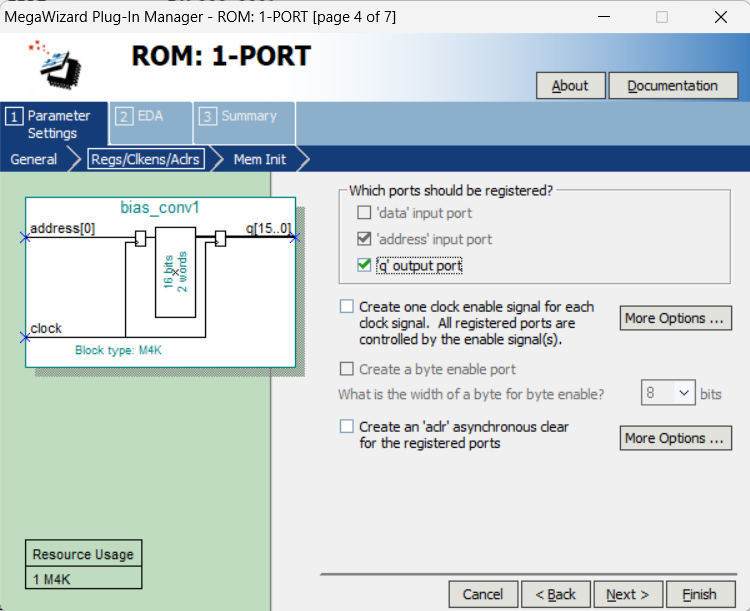 MegaWizard Plug-In Manager - ROM: 1-PORT [page 4 of 7]
ROM: 1-PORT
About
Documentation
1 Parameter Settings
2 EDA
3 Summary
General
Regs/Clkens/Aclrs
Mem Init
bias_conv1
address[0]
q[15..0]
16 bits
2 words
clock
Block type: M4K
Which ports should be registered?
'data' input port
'address' input port
'q' output port
Create one clock enable signal for each
clock signal. All registered ports are
controlled by the enable signal(s).
More Options ...
Create a byte enable port
What is the width of a byte for byte enable?
8
bits
Create an 'aclr' asynchronous clear
for the registered ports
More Options ...
Resource Usage
1 M4K
Cancel
< Back
Next >
Finish